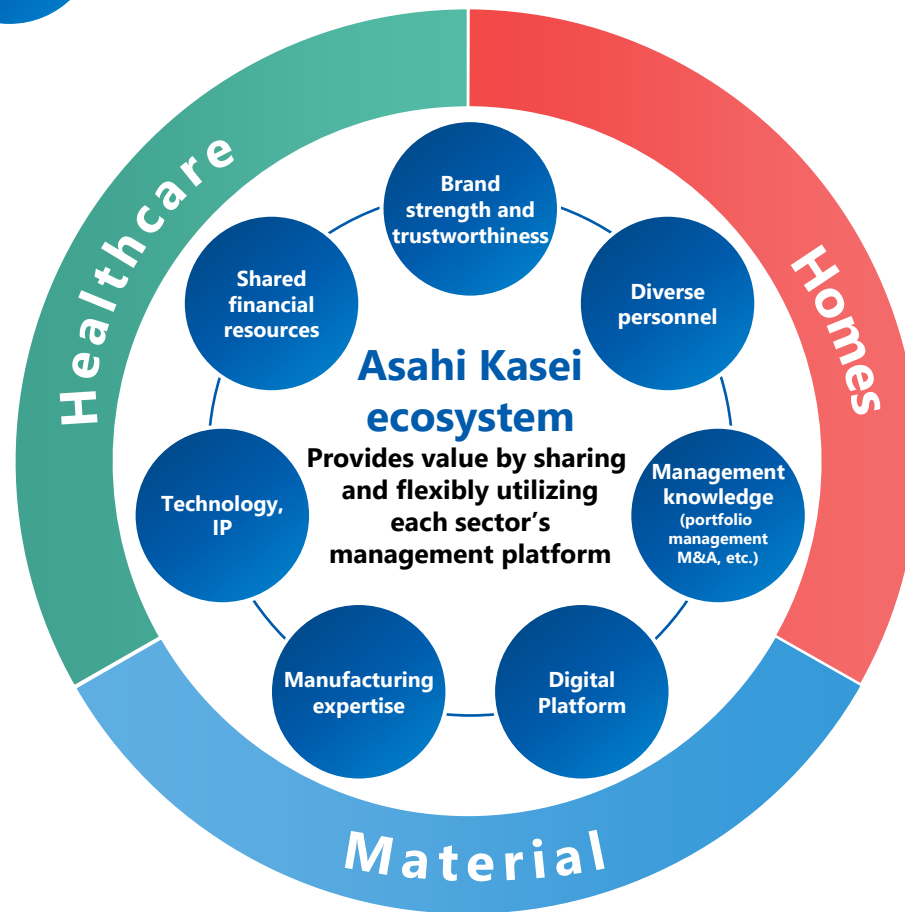 Healthcare
Homes
Brand
strength and
trustworthiness
Shared
financial
resources
Diverse
personnel
Asahi Kasei
ecosystem
Provides value by sharing
and flexibly utilizing
each sector’s
management platform
Technology,
IP
Management
knowledge
(portfolio
management
M&A, etc.)
Manufacturing
expertise
Digital
Platform
Material